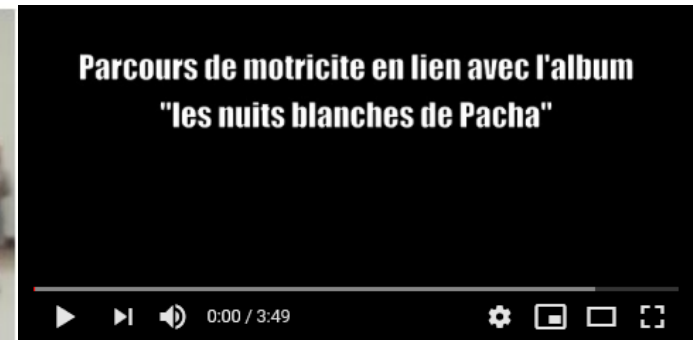 Parcours de motricite en lien avec l'album
"les nuits blanches de Pacha"
0:00 / 3:49